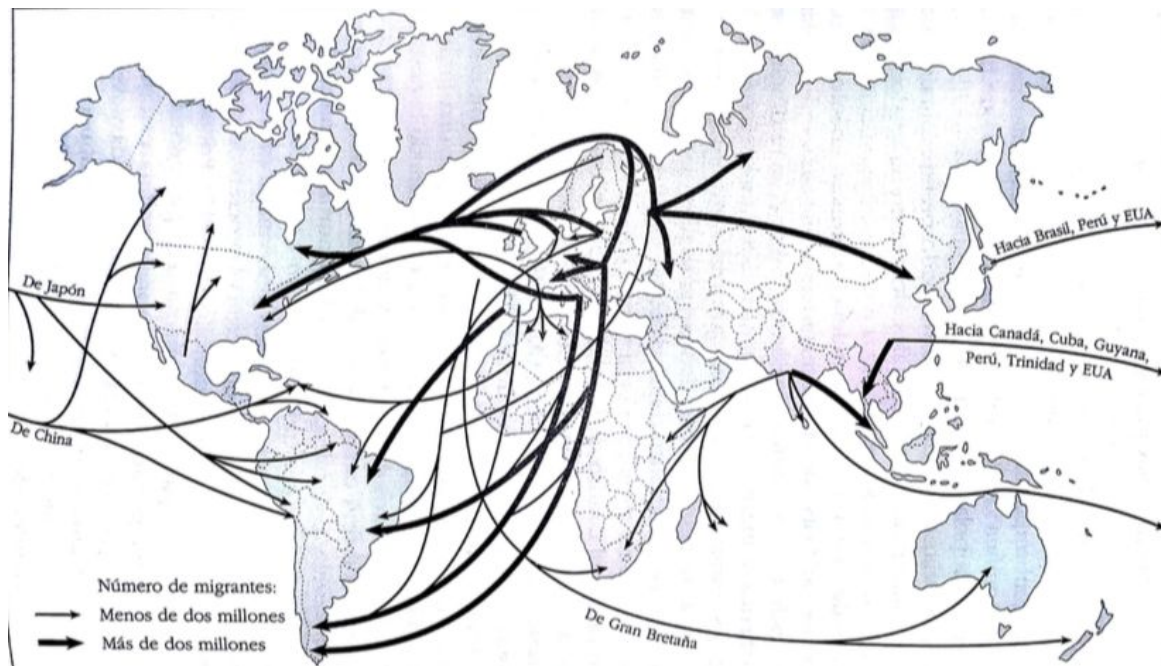 Hacia Brasil, Perú y EUA
De Japón
Hacia Canadá, Cuba, Guyana,
Perú, Trinidad y EUA
De China
Número de migrantes:
Menos de dos millones
Más de dos millones
De Gran Bretaña